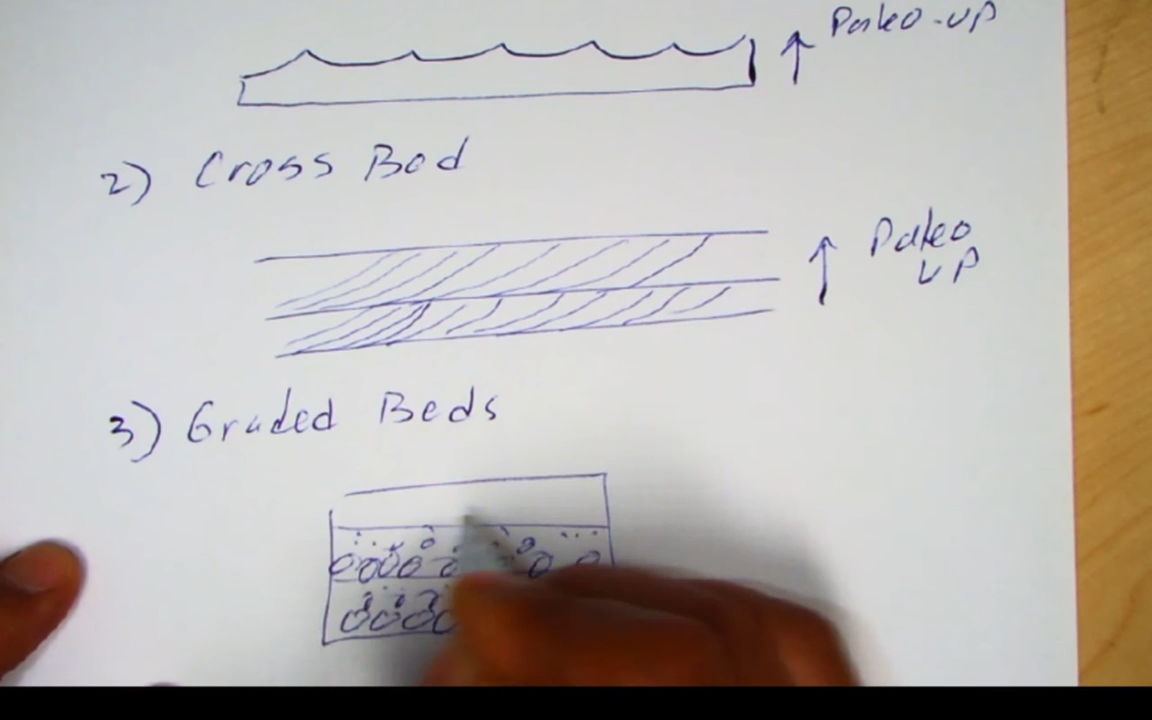 Paleo-up
2) Cross Bed
Paleo
UP
3) Graded Beds